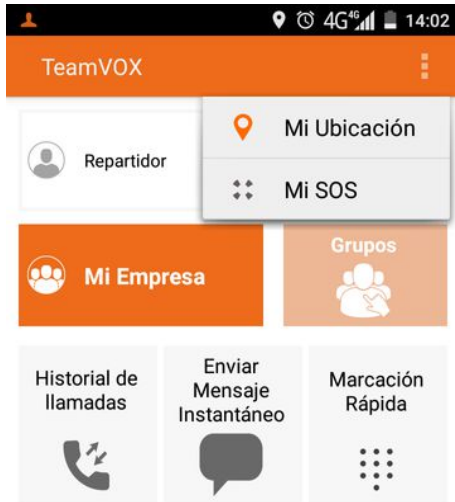 4G 4G 14:02
TeamVOX
Mi Ubicación
Repartidor
Mi SOS
Mi Empresa
Grupos
Historial de
llamadas
Enviar
Mensaje
Instantáneo
Marcación
Rápida